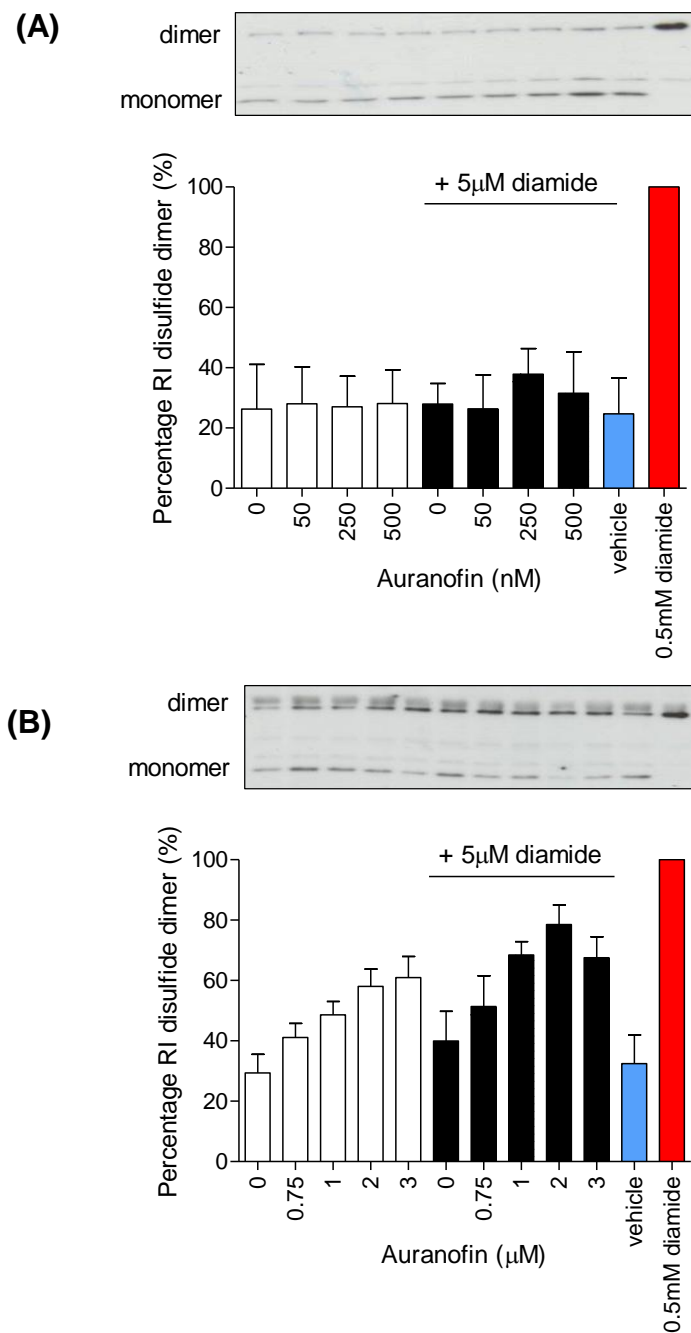 (A)
dimer
monomer
+ 5μM diamide
Percentage RI disulfide dimer (%)
100
80
60
40
20
0
0 50 250 500 0 50 250 500 vehicle 0.5mM diamide
Auranofin (nM)
(B)
dimer
monomer
+ 5μM diamide
Percentage RI disulfide dimer (%)
100
80
60
40
20
0
0 0.75 1 2 3 0 0.75 1 2 3 vehicle 0.5mM diamide
Auranofin (μM)